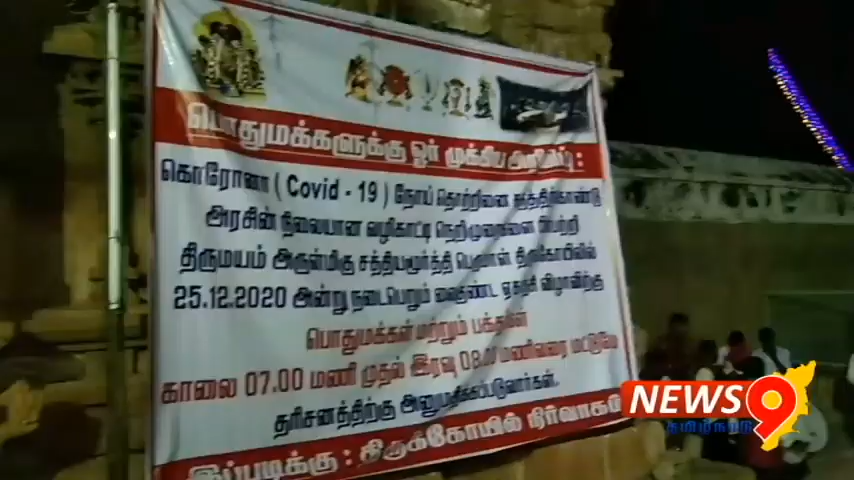 பொதுமக்களுக்கு ஓர் முக்கிய அறிவிப்பு :
கொரோனா ( Covid - 19 ) நோய் தொற்றினை கருத்திற்கொண்டு
அரசின் நிலையான வழிகாட்டி நெறிமுறைகளை பின்பற்றி
திருமயம் அருள்மிகு சத்தியமூர்த்தி பெருமாள் திருகோயிலில்
25.12.2020 அன்று நடைபெறும் வைகுண்ட ஏகாதசி விழாவிற்கு
பொதுமக்கள் மற்றும் பக்தர்கள்
காலை 07.00 மணி முதல் இரவு 08.00 மணிவரை மட்டுமே
தரிசனத்திற்கு அனுமதிக்கப்படுவார்கள்.
இப்படிக்கு : திருக்கோயில் நிர்வாகம்
NEWS 9
தமிழ்நாடு